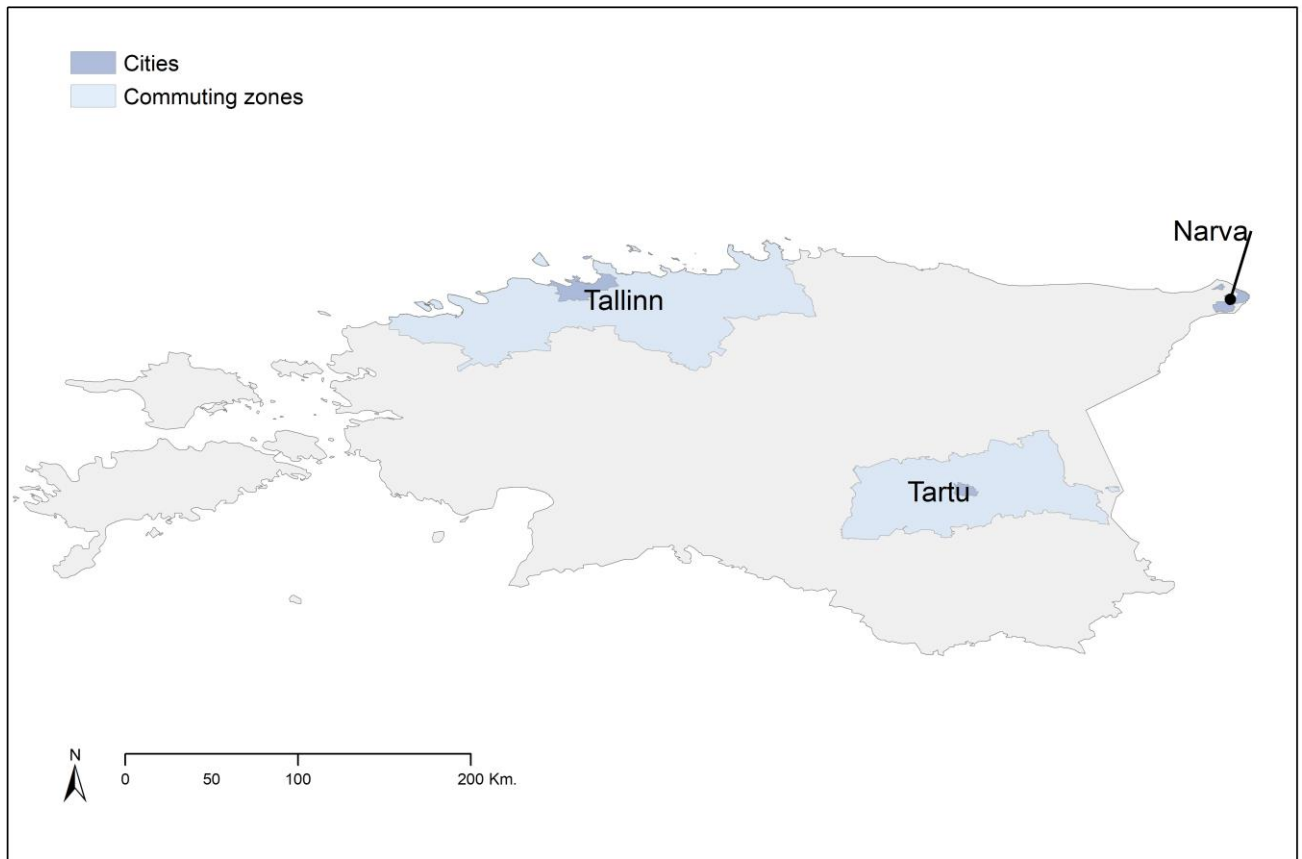 Cities
Commuting zones
Narva
Tallinn
Tartu
N
0 50 100 200 Km.